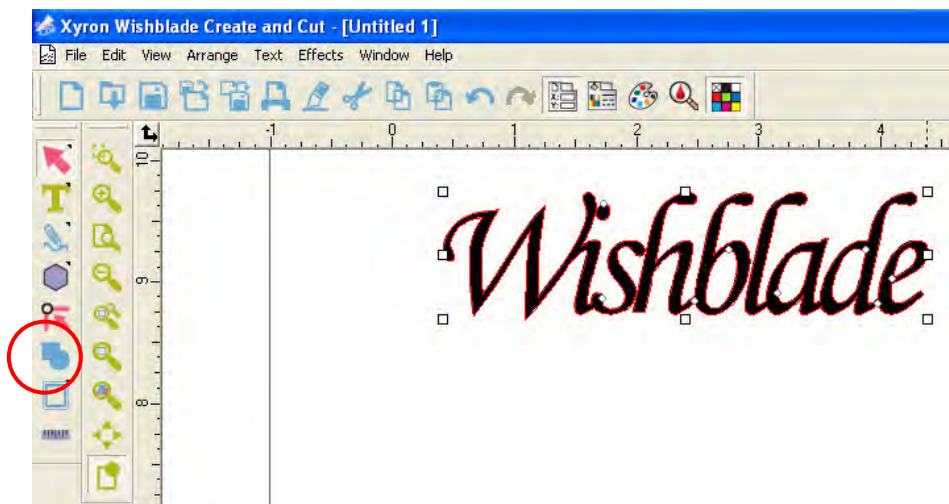 Xyron Wishblade Create and Cut - [Untitled 1]
File Edit View Arrange Text Effects Window Help
-1 0 1 2 3 4
10
9
8
Wishblade